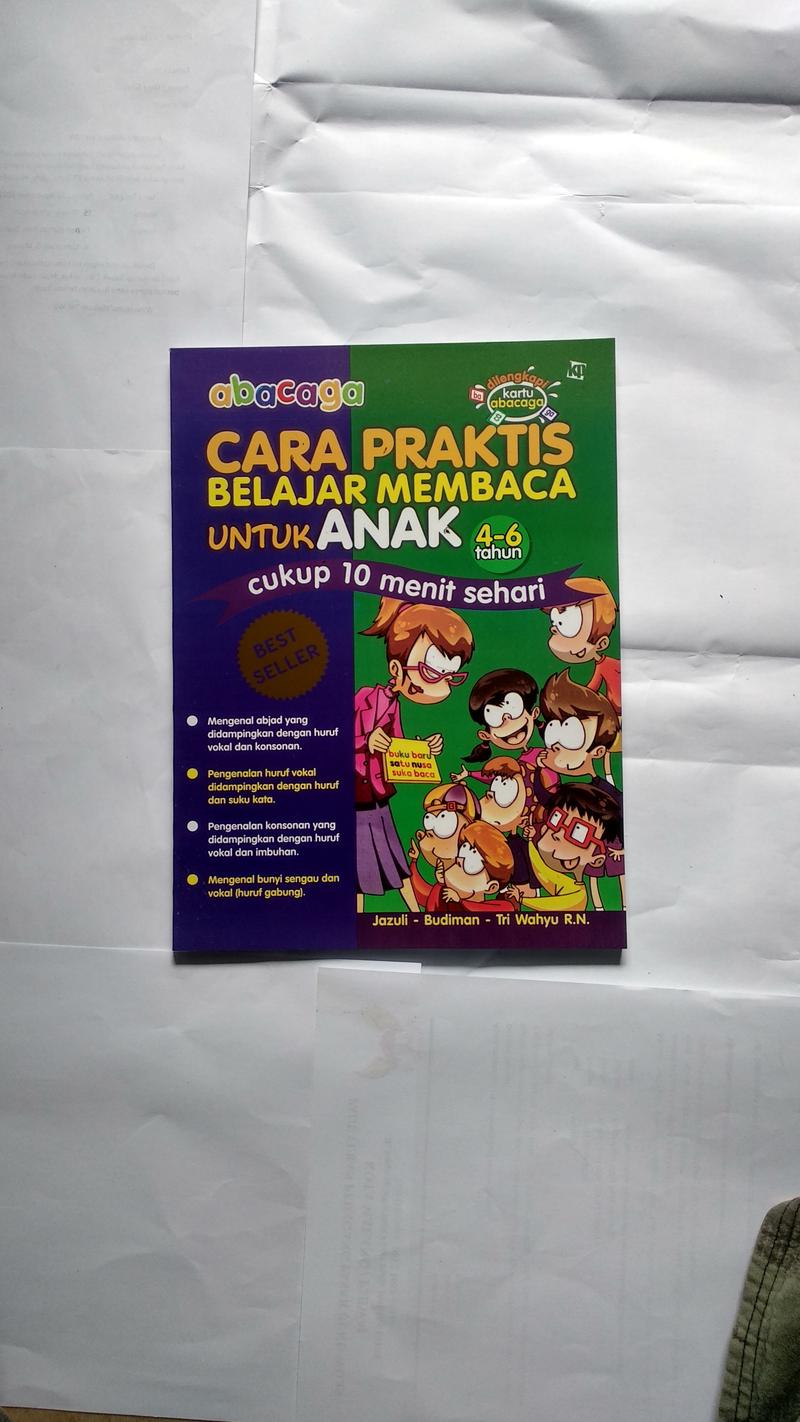 abacaga
dilengkapi
kartu
abacaga
ba
ga
CARA PRAKTIS
BELAJAR MEMBACA
UNTUK ANAK
4-6
tahun
cukup 10 menit sehari
BEST
SELLER
Mengenal abjad yang
didampingkan dengan huruf
vokal dan konsonan.
Pengenalan huruf vokal
didampingkan dengan huruf
dan suku kata.
Pengenalan konsonan yang
didampingkan dengan huruf
vokal dan imbuhan.
Mengenal bunyi sengau dan
vokal (huruf gabung).
buku baru
satu nusa
suka baca
Jazuli - Budiman - Tri Wahyu R.N.